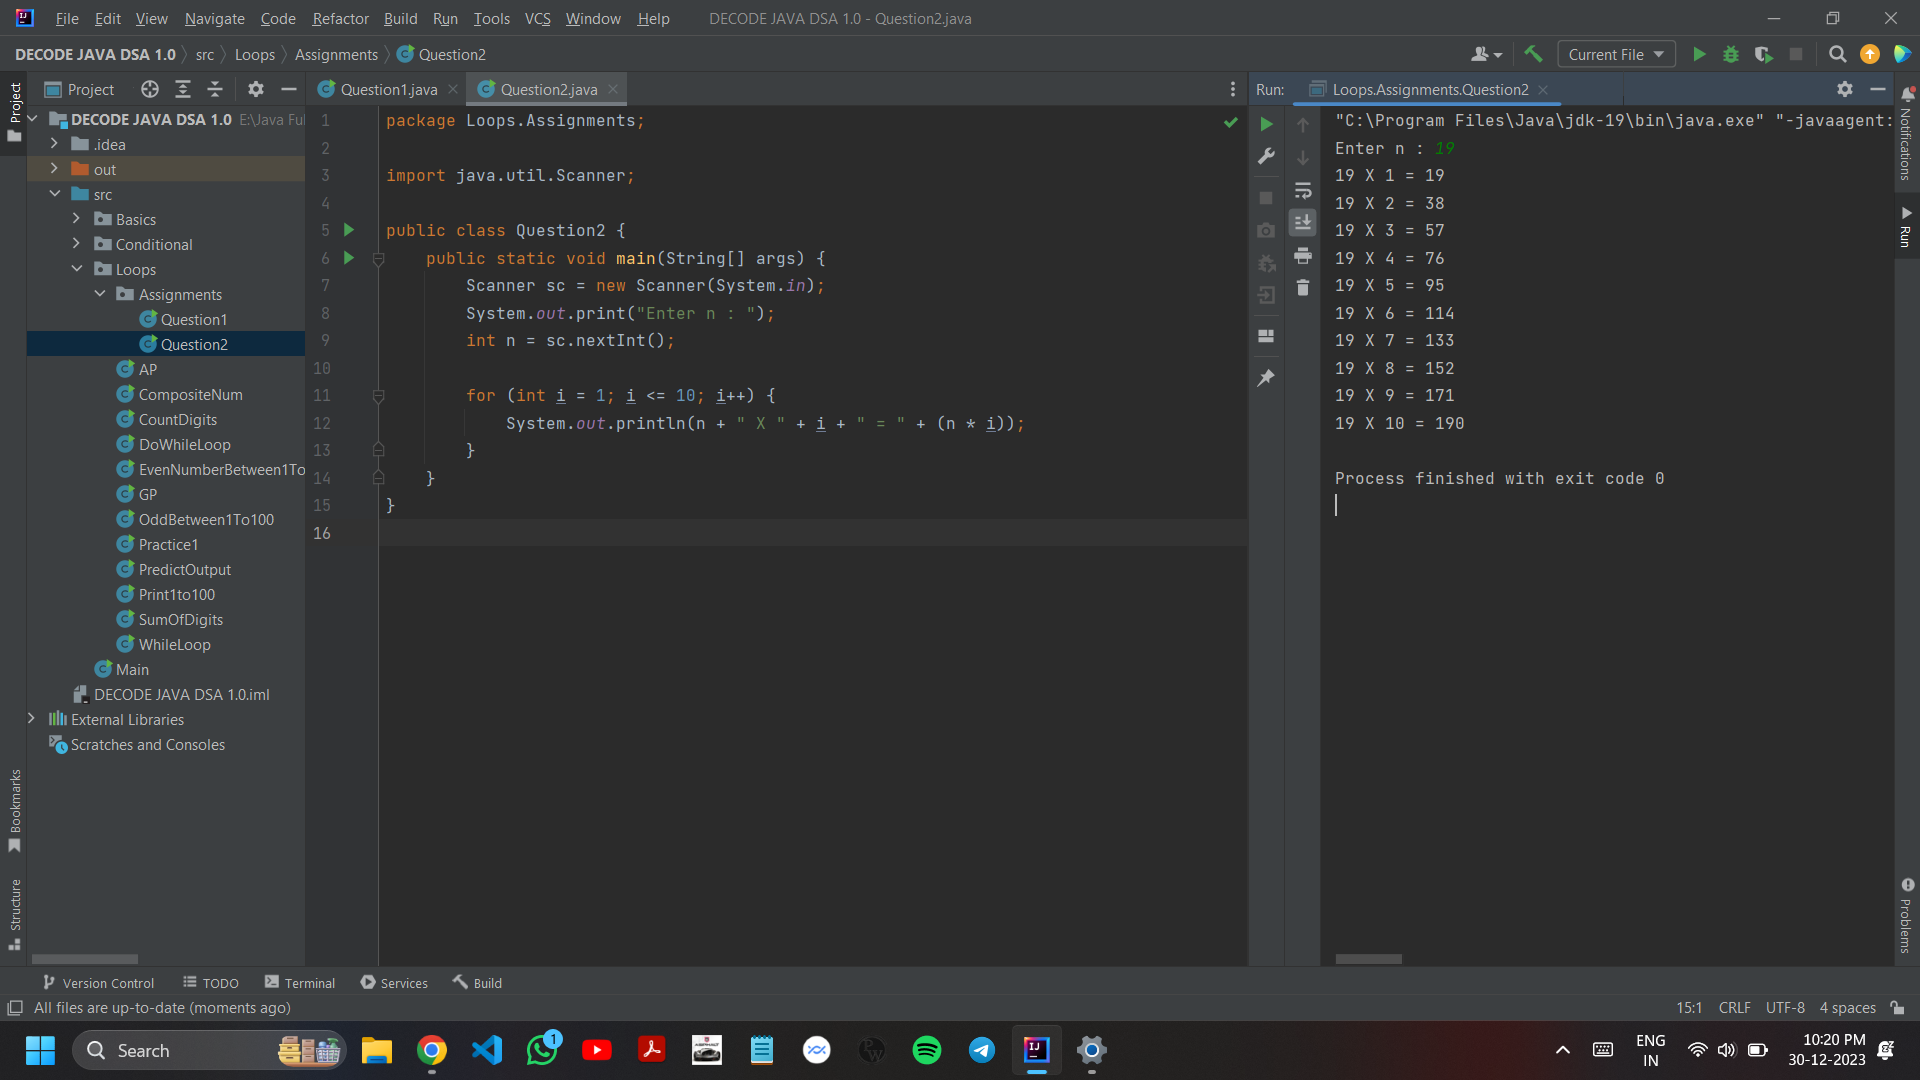 File Edit View Navigate Code Refactor Build Run Tools VCS Window Help DECODE JAVA DSA 1.0 - Question2.java
DECODE JAVA DSA 1.0 src Loops Assignments Question2 Current File
Project
Project
DECODE JAVA DSA 1.0 E:\Java Ful
.idea
out
src
Basics
Conditional
Loops
Assignments
Question1
Question2
AP
CompositeNum
CountDigits
DoWhileLoop
EvenNumberBetween1To
GP
OddBetween1To100
Practice1
PredictOutput
Print1to100
SumOfDigits
WhileLoop
Main
DECODE JAVA DSA 1.0.iml
External Libraries
Scratches and Consoles
Bookmarks
Structure
Question1.java Question2.java
1 package Loops.Assignments;
2
3 import java.util.Scanner;
4
5 public class Question2 {
6 public static void main(String[] args) {
7 Scanner sc = new Scanner(System.in);
8 System.out.print("Enter n : ");
9 int n = sc.nextInt();
10
11 for (int i = 1; i <= 10; i++) {
12 System.out.println(n + " X " + i + " = " + (n * i));
13 }
14 }
15 }
16
Run: Loops.Assignments.Question2
"C:\Program Files\Java\jdk-19\bin\java.exe" "-javaagent:
Enter n : 19
19 X 1 = 19
19 X 2 = 38
19 X 3 = 57
19 X 4 = 76
19 X 5 = 95
19 X 6 = 114
19 X 7 = 133
19 X 8 = 152
19 X 9 = 171
19 X 10 = 190
Process finished with exit code 0
Notifications
Run
Problems
Version Control TODO Terminal Services Build
All files are up-to-date (moments ago) 15:1 CRLF UTF-8 4 spaces
Search 1 ENG 10:20 PM
IN 30-12-2023